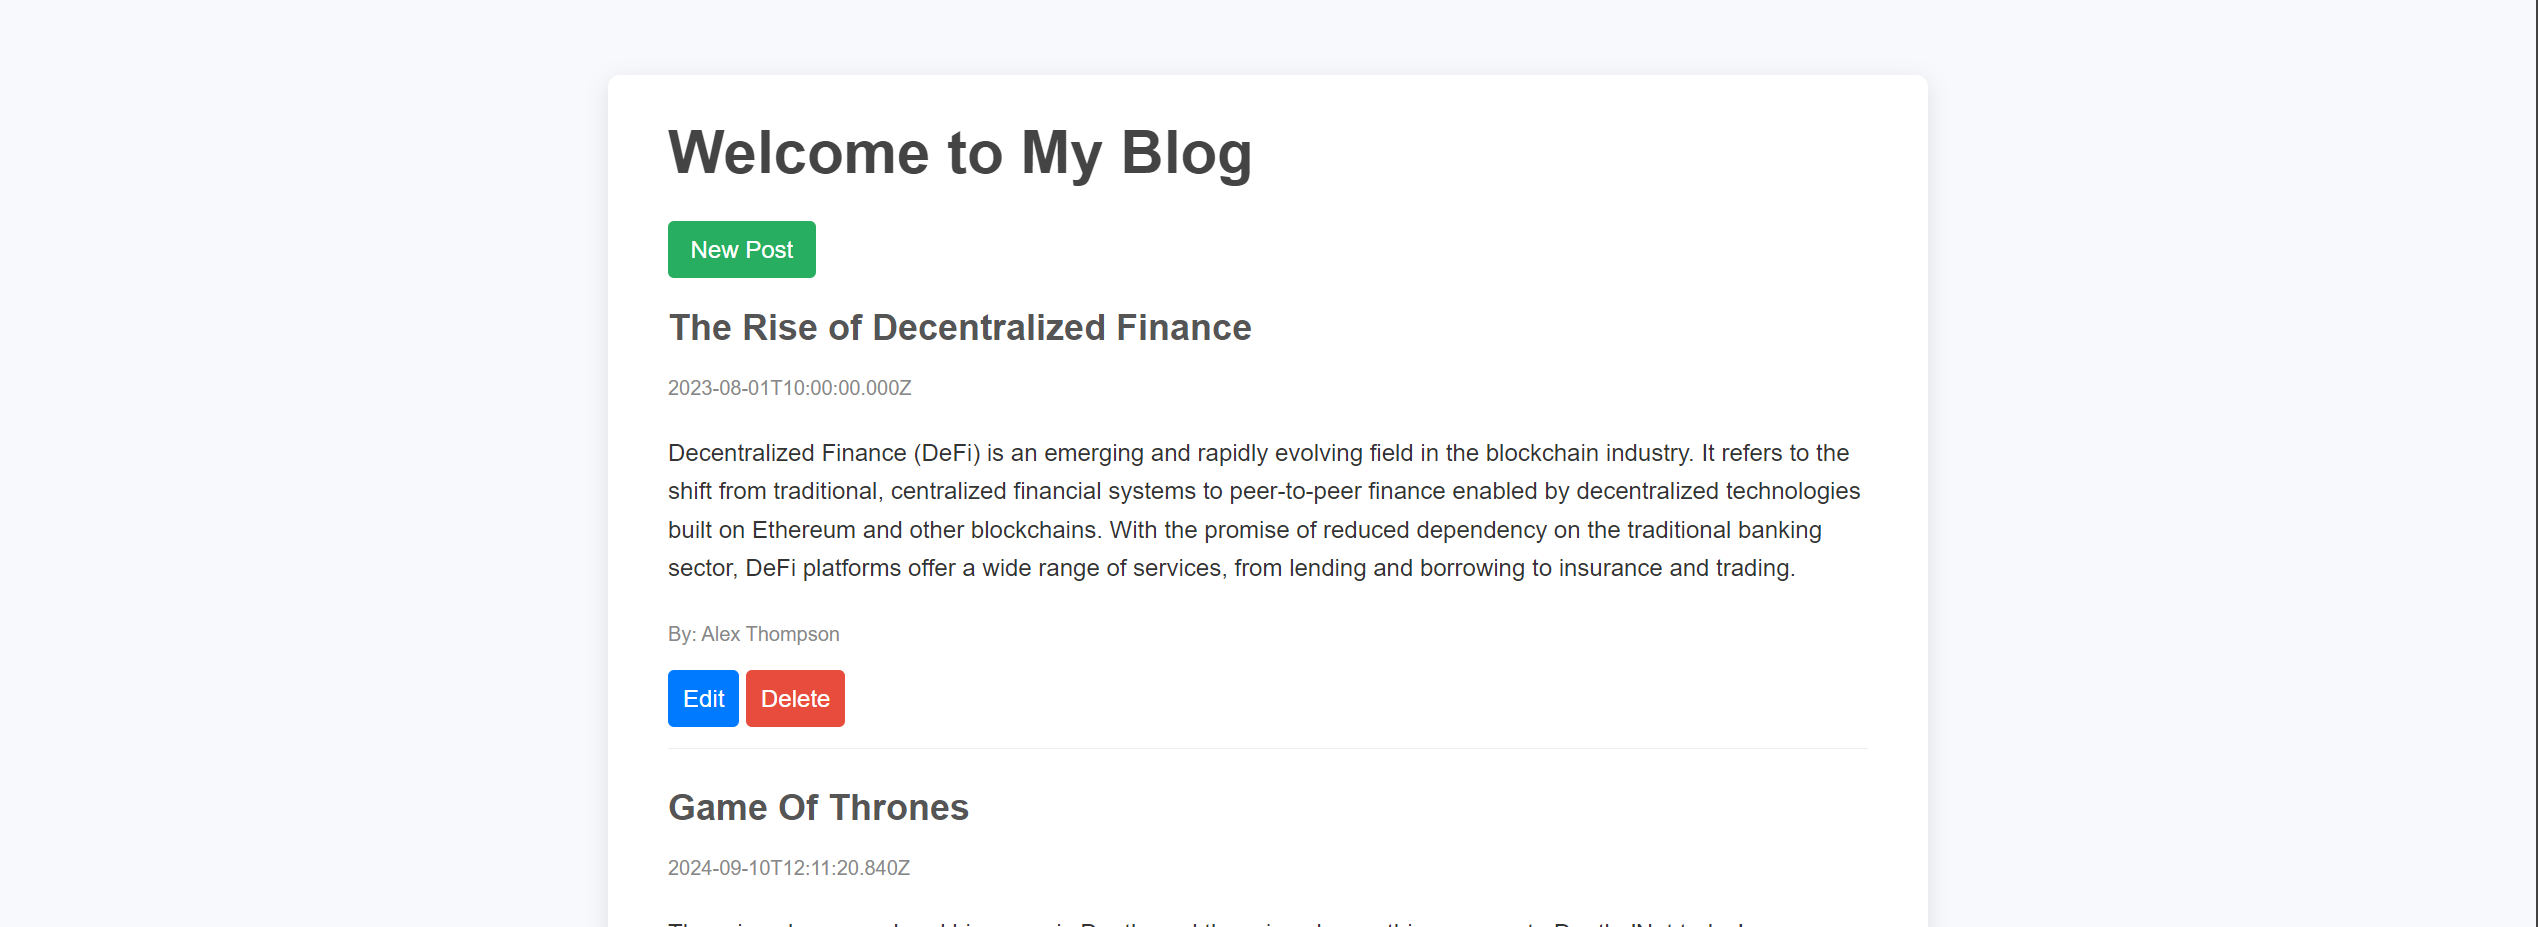 Welcome to My Blog
New Post
The Rise of Decentralized Finance
2023-08-01T10:00:00.000Z
Decentralized Finance (DeFi) is an emerging and rapidly evolving field in the blockchain industry. It refers to the
shift from traditional, centralized financial systems to peer-to-peer finance enabled by decentralized technologies
built on Ethereum and other blockchains. With the promise of reduced dependency on the traditional banking
sector, DeFi platforms offer a wide range of services, from lending and borrowing to insurance and trading.
By: Alex Thompson
Edit Delete
Game Of Thrones
2024-09-10T12:11:20.840Z